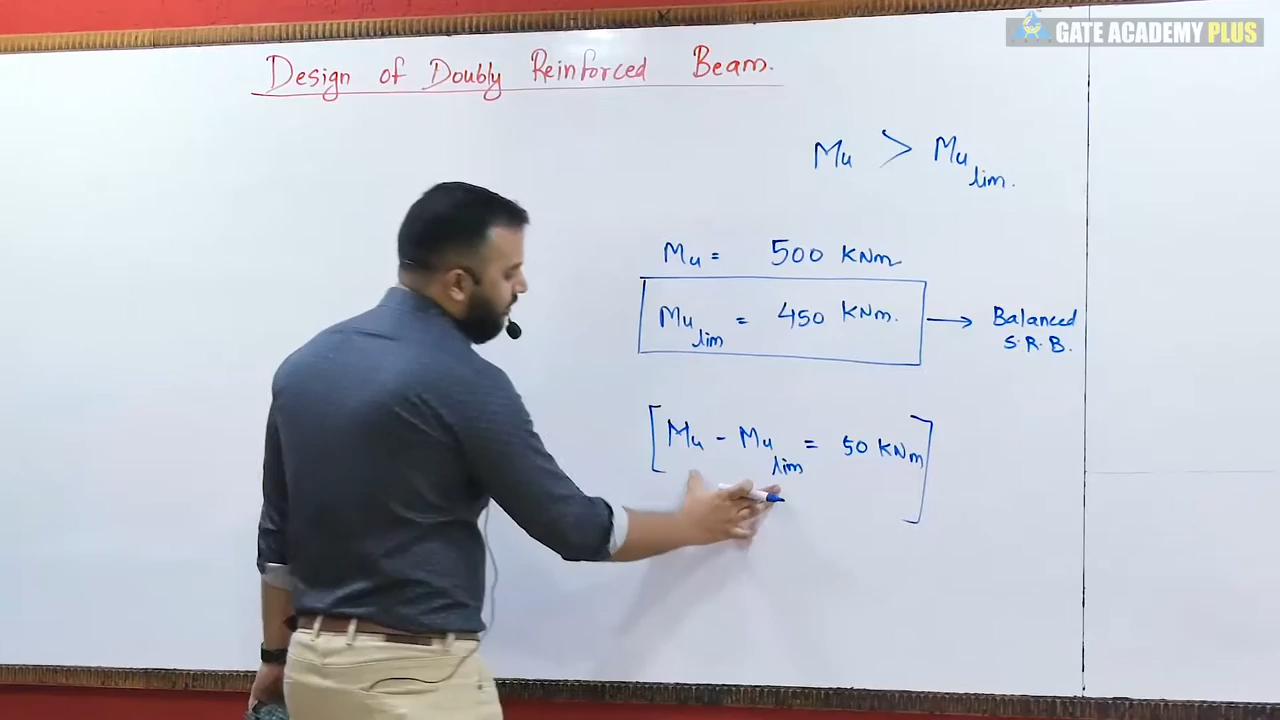 GATE ACADEMY PLUS
Design of Doubly Reinforced Beam.
Mu > Mu lim.
Mu = 500 KNm
Mu lim = 450 KNm. → Balanced S.R.B.
[Mu - Mu lim = 50 KNm]